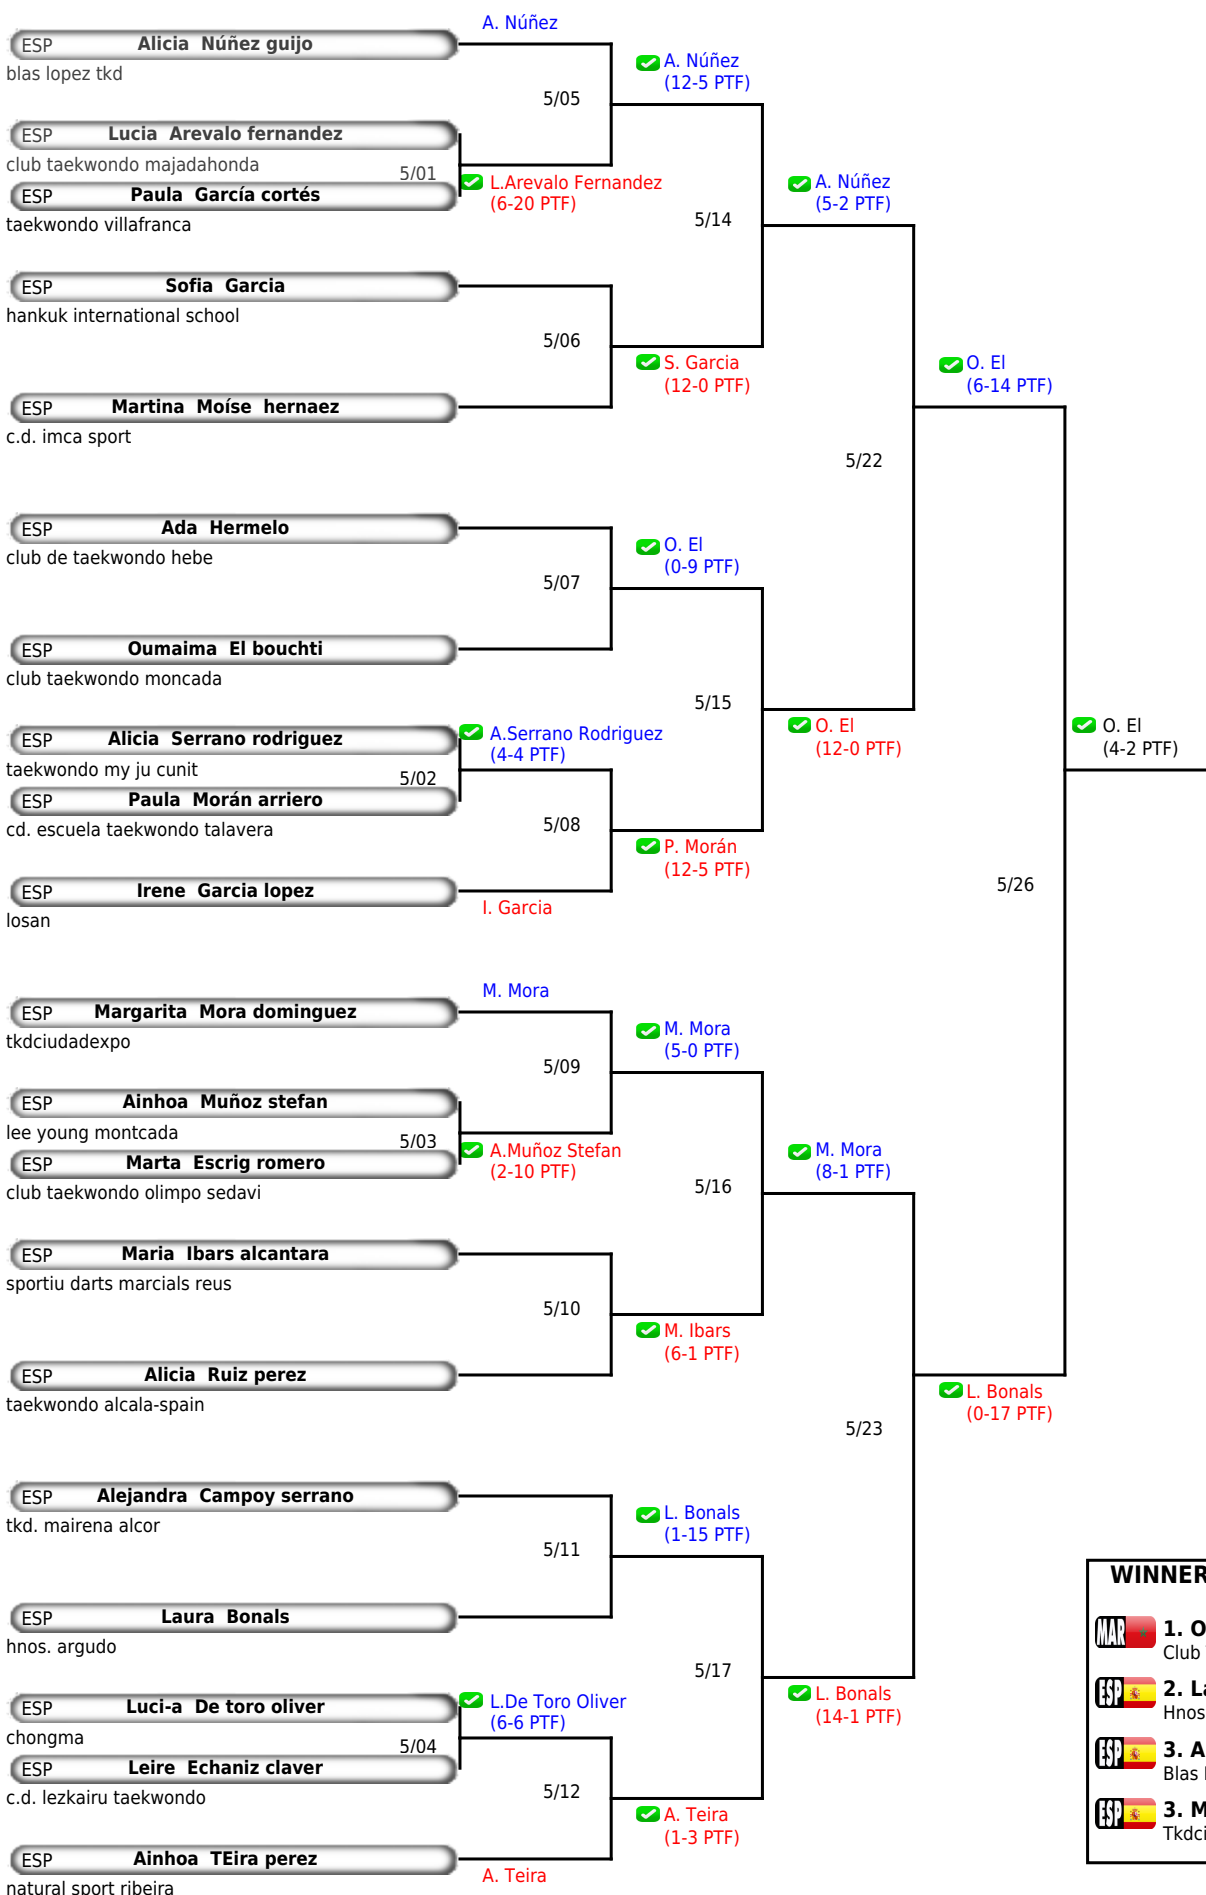 A. Núñez
ESP Alicia Núñez guijo
blas lopez tkd
A. Núñez
(12-5 PTF)
5/05
ESP Lucia Arevalo fernandez
club taekwondo majadahonda
5/01
L.Arevalo Fernandez
(6-20 PTF)
ESP Paula García cortés
taekwondo villafranca
A. Núñez
(5-2 PTF)
5/14
ESP Sofia Garcia
hankuk international school
5/06
S. Garcia
(12-0 PTF)
O. El
(6-14 PTF)
ESP Martina Moíse hernaez
c.d. imca sport
5/22
ESP Ada Hermelo
club de taekwondo hebe
O. El
(0-9 PTF)
5/07
ESP Oumaima El bouchti
club taekwondo moncada
5/15
ESP Alicia Serrano rodriguez
taekwondo my ju cunit
A.Serrano Rodriguez
(4-4 PTF)
O. El
(12-0 PTF)
O. El
(4-2 PTF)
5/02
ESP Paula Morán arriero
cd. escuela taekwondo talavera
5/08
P. Morán
(12-5 PTF)
ESP Irene Garcia lopez
losan
I. Garcia
5/26
M. Mora
ESP Margarita Mora dominguez
tkdciudadexpo
M. Mora
(5-0 PTF)
5/09
ESP Ainhoa Muñoz stefan
lee young montcada
5/03
A.Muñoz Stefan
(2-10 PTF)
ESP Marta Escrig romero
club taekwondo olimpo sedavi
M. Mora
(8-1 PTF)
5/16
ESP Maria Ibars alcantara
sportiu darts marcials reus
5/10
M. Ibars
(6-1 PTF)
ESP Alicia Ruiz perez
taekwondo alcala-spain
L. Bonals
(0-17 PTF)
5/23
ESP Alejandra Campoy serrano
tkd. mairena alcor
L. Bonals
(1-15 PTF)
5/11
ESP Laura Bonals
hnos. argudo
5/17
ESP Luci-a De toro oliver
chongma
L.De Toro Oliver
(6-6 PTF)
L. Bonals
(14-1 PTF)
5/04
ESP Leire Echaniz claver
c.d. lezkairu taekwondo
5/12
A. Teira
(1-3 PTF)
ESP Ainhoa TEira perez
natural sport ribeira
A. Teira
WINNER
MAR 1. O
Club
ESP 2. La
Hnos
ESP 3. A
Blas
ESP 3. M
Tkdci